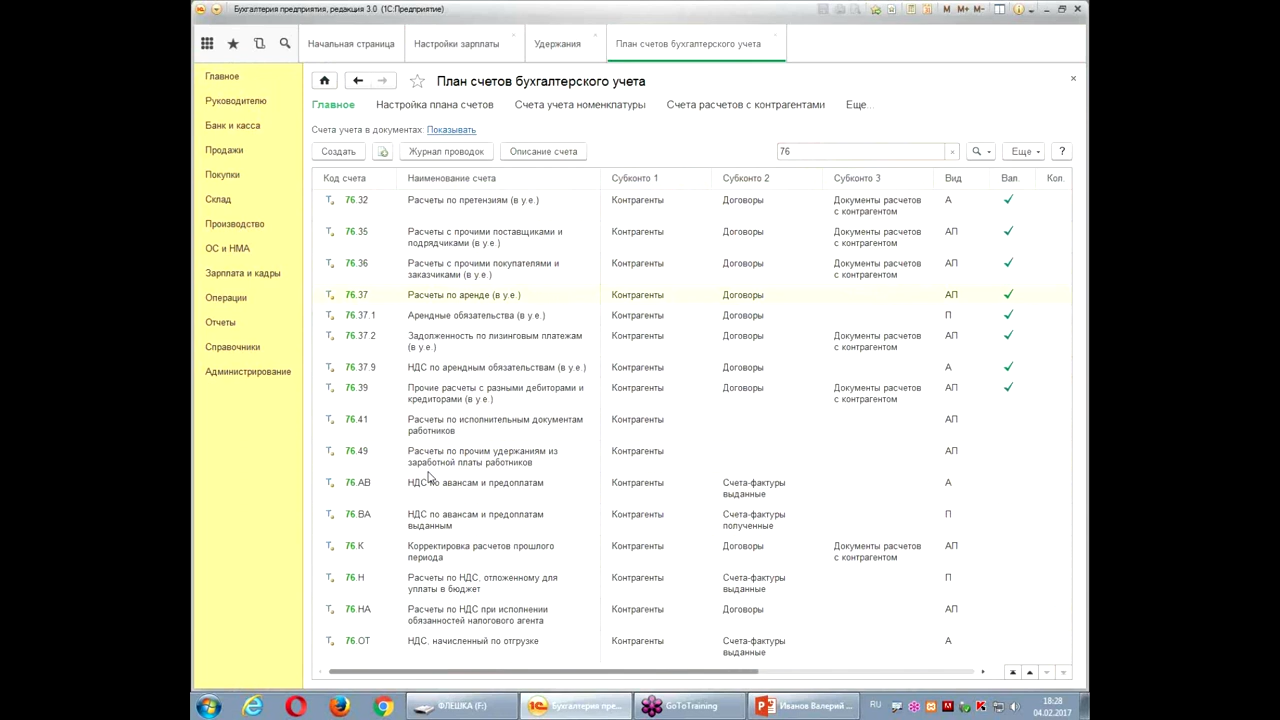 Бухгалтерия предприятия, редакция 3.0 (1С:Предприятие)
M M+ M-
Начальная страница
Настройки зарплаты
Удержания
План счетов бухгалтерского учета
Главное
Руководителю
Банк и касса
Продажи
Покупки
Склад
Производство
ОС и НМА
Зарплата и кадры
Операции
Отчеты
Справочники
Администрирование
План счетов бухгалтерского учета
Главное Настройка плана счетов Счета учета номенклатуры Счета расчетов с контрагентами Еще...
Счета учета в документах: Показывать
Создать Журнал проводок Описание счета 76 Еще ?
Код счета Наименование счета Субконто 1 Субконто 2 Субконто 3 Вид Вал. Кол.
76.32 Расчеты по претензиям (в у.е.) Контрагенты Договоры Документы расчетов А
с контрагентом
76.35 Расчеты с прочими поставщиками и Контрагенты Договоры Документы расчетов АП
подрядчиками (в у.е.) с контрагентом
76.36 Расчеты с прочими покупателями и Контрагенты Договоры Документы расчетов АП
заказчиками (в у.е.) с контрагентом
76.37 Расчеты по аренде (в у.е.) Контрагенты Договоры АП
76.37.1 Арендные обязательства (в у.е.) Контрагенты Договоры П
76.37.2 Задолженность по лизинговым платежам Контрагенты Договоры Документы расчетов АП
(в у.е.) с контрагентом
76.37.9 НДС по арендным обязательствам (в у.е.) Контрагенты Договоры А
76.39 Прочие расчеты с разными дебиторами и Контрагенты Договоры Документы расчетов АП
кредиторами (в у.е.) с контрагентом
76.41 Расчеты по исполнительным документам Контрагенты АП
работников
76.49 Расчеты по прочим удержаниям из Контрагенты АП
заработной платы работников
76.АВ НДС по авансам и предоплатам Контрагенты Счета-фактуры А
выданные
76.ВА НДС по авансам и предоплатам Контрагенты Счета-фактуры П
выданным полученные
76.К Корректировка расчетов прошлого Контрагенты Договоры Документы расчетов АП
периода с контрагентом
76.Н Расчеты по НДС, отложенному для Контрагенты Счета-фактуры П
уплаты в бюджет выданные
76.НА Расчеты по НДС при исполнении Контрагенты Договоры АП
обязанностей налогового агента
76.ОТ НДС, начисленный по отгрузке Контрагенты Счета-фактуры А
выданные
ФЛЕШКА (F:)
Бухгалтерия пре...
GoToTraining
Иванов Валерий ...
RU
18:28
04.02.2017